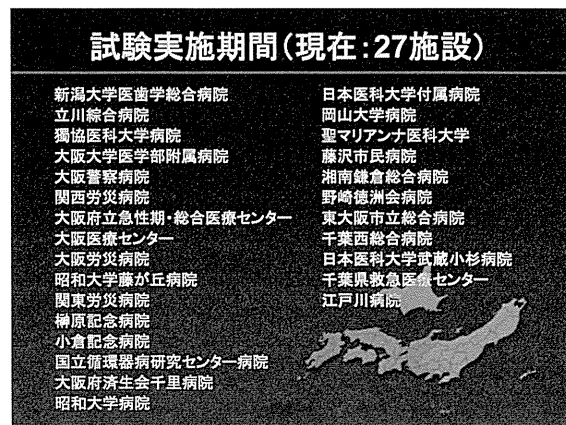 試験実施期間（現在：27施設）
新潟大学医歯学総合病院
立川綜合病院
獨協医科大学病院
大阪大学医学部附属病院
大阪警察病院
関西労災病院
大阪府立急性期・総合医療センター
大阪医療センター
大阪労災病院
昭和大学藤が丘病院
関東労災病院
榊原記念病院
小倉記念病院
国立循環器病研究センター病院
大阪府済生会千里病院
昭和大学病院
日本医科大学付属病院
岡山大学病院
聖マリアンナ医科大学
藤沢市民病院
湘南鎌倉総合病院
野崎徳洲会病院
東大阪市立総合病院
千葉西総合病院
日本医科大学武蔵小杉病院
千葉県救急医療センター
江戸川病院